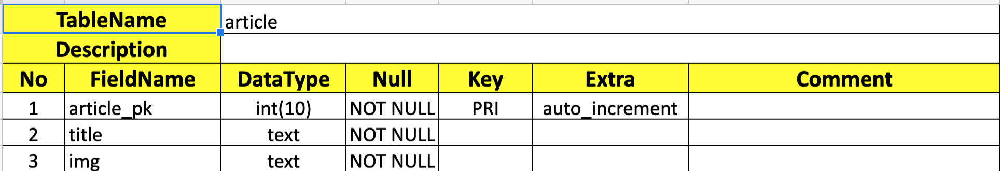 TableName article
Description
No FieldName DataType Null Key Extra Comment
1 article_pk int(10) NOT NULL PRI auto_increment
2 title text NOT NULL
3 img text NOT NULL